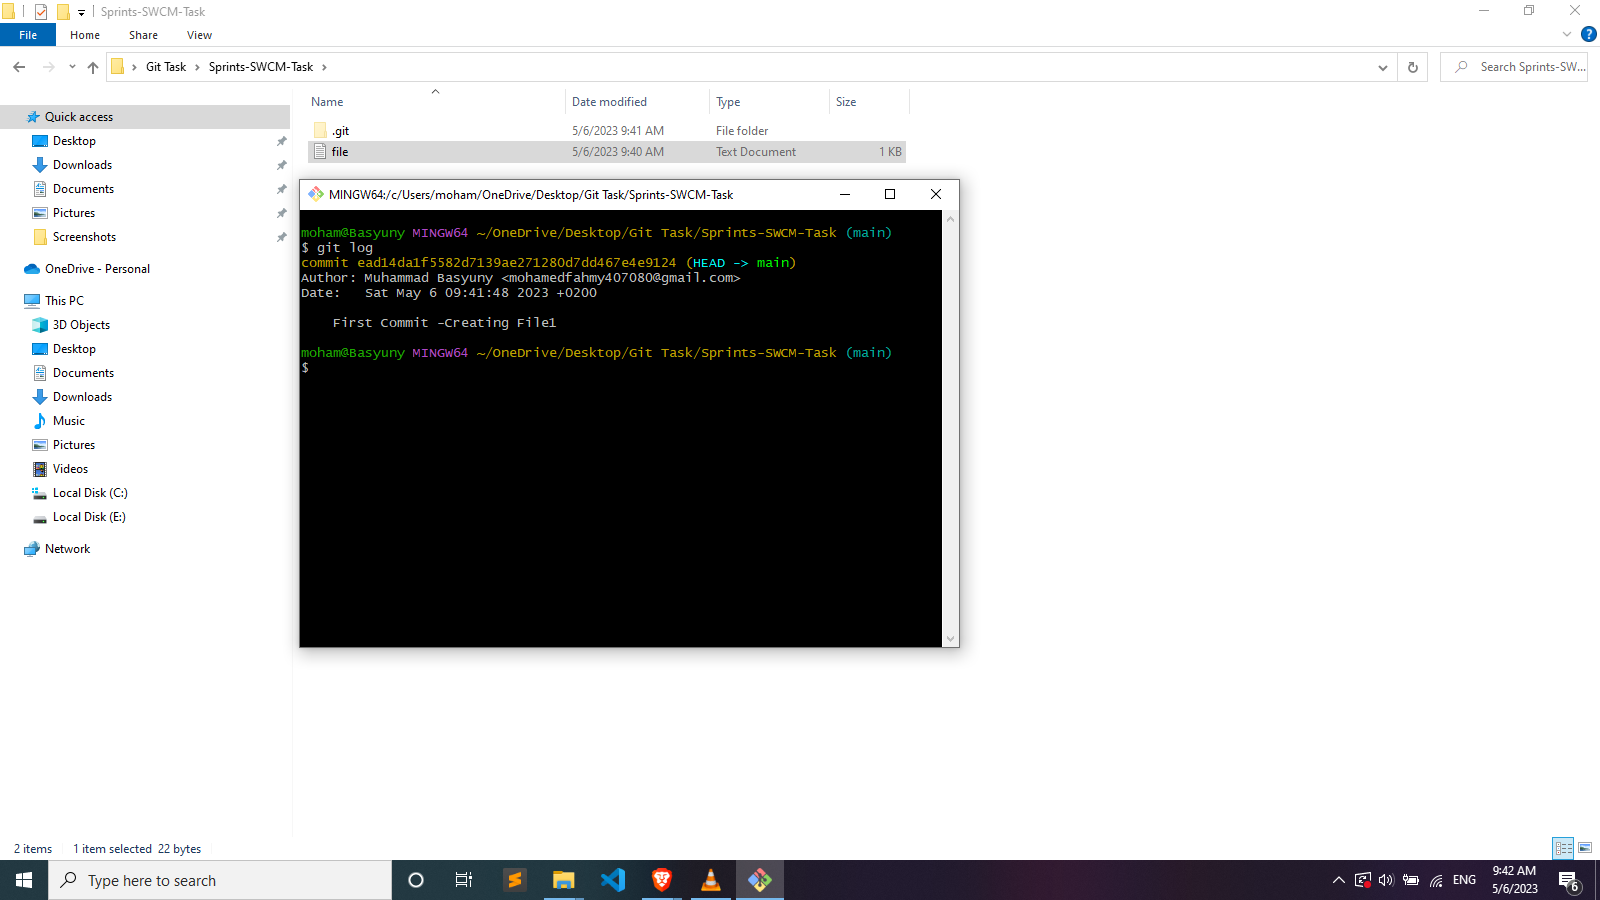 Sprints-SWCM-Task
File Home Share View
Git Task Sprints-SWCM-Task
Search Sprints-SW...
Name Date modified Type Size
.git 5/6/2023 9:41 AM File folder
file 5/6/2023 9:40 AM Text Document 1 KB
Quick access
Desktop
Downloads
Documents
Pictures
Screenshots
OneDrive - Personal
This PC
3D Objects
Desktop
Documents
Downloads
Music
Pictures
Videos
Local Disk (C:)
Local Disk (E:)
Network
MINGW64:/c/Users/moham/OneDrive/Desktop/Git Task/Sprints-SWCM-Task
moham@Basyuny MINGW64 ~/OneDrive/Desktop/Git Task/Sprints-SWCM-Task (main)
$ git log
commit ead14da1f5582d7139ae271280d7dd467e4e9124 (HEAD -> main)
Author: Muhammad Basyuny <mohamedfahmy407080@gmail.com>
Date:   Sat May 6 09:41:48 2023 +0200
First Commit -Creating File1
moham@Basyuny MINGW64 ~/OneDrive/Desktop/Git Task/Sprints-SWCM-Task (main)
$
2 items 1 item selected 22 bytes
Type here to search
ENG
9:42 AM
5/6/2023
6